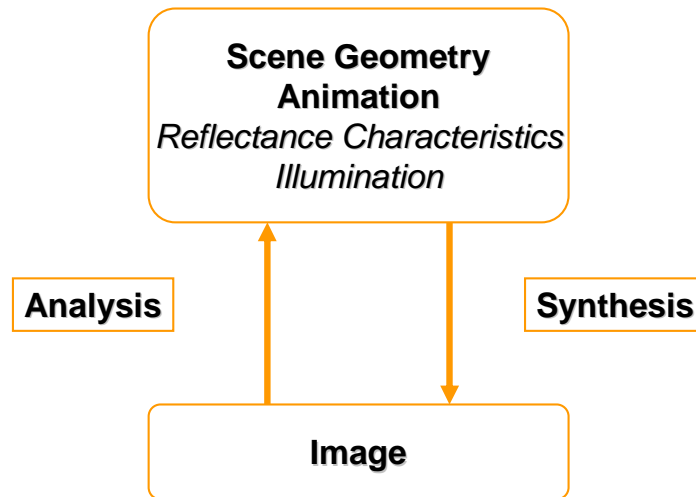 Scene Geometry
Animation
Reflectance Characteristics
Illumination
Analysis
Synthesis
Image